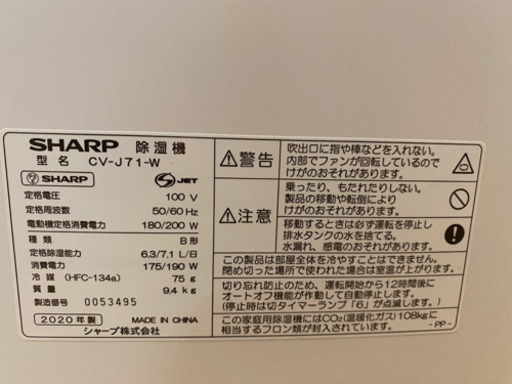 SHARP 除湿機
型名 CV-J71-W
SHARP JET
定格電圧 100 V
定格周波数 50/60 Hz
電動機定格消費電力 180/200 W
種類 B形
定格除湿能力 6.3/7.1 L/日
消費電力 175/190 W
冷媒 (HFC-134a) 75 g
質量 9.4 kg
製造番号 0053495
2020年製 MADE IN CHINA
シャープ株式会社
警告
吹出口に指や棒などを入れない。
内部でファンが回転しているので
けがのおそれがあります。
注意
乗ったり、もたれたりしない。
製品の移動や転倒により
けがのおそれがあります。
移動するときは必ず運転を停止し
排水タンクの水を捨てる。
水漏れ、感電のおそれがあります。
この製品は部屋全体を冷やすことはできません。
閉め切った場所でご使用になられた場合は室温が上がります。
切り忘れ防止のため、運転開始から12時間後に
オートオフ機能が作動して自動停止します。
(停止時は切タイマーランプ「6」が点滅します。)
この家庭用除湿機にはCO₂(温暖化ガス)108kgに
相当するフロン類が封入されています。 -PP-